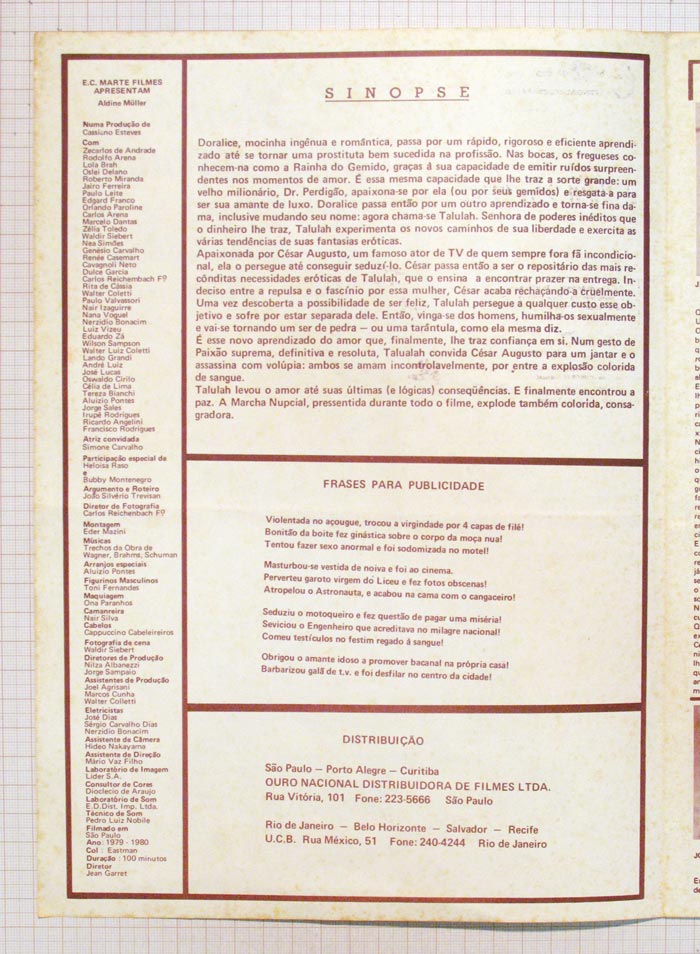 E.C. MARTE FILMES
APRESENTAM
Aldine Müller
Numa Produção de
Cassiano Esteves
Com
Zecarlos de Andrade
Rodolfo Arena
Lola Brah
Oslei Delano
Roberto Miranda
Jairo Ferreira
Paulo Leite
Edgard Franco
Orlando Paroline
Carlos Arena
Marcelo Dantas
Zélia Toledo
Waldir Siebert
Nea Simões
Genésio Carvalho
Renée Casemart
Cavagnoli Neto
Dulce Garcia
Carlos Reichembach Fº
Rita de Cássia
Walter Coletti
Paulo Valvassori
Nair Izaguirre
Nana Voguel
Nerzidio Bonacim
Luiz Vizeu
Eduardo Zá
Wilson Sampson
Walter Luiz Coletti
Lando Grandi
André Luiz
José Lucas
Oswaldo Cirilo
Célia de Lima
Tereza Bianchi
Aluizio Pontes
Jorge Sales
Irupê Rodrigues
Ricardo Angelini
Francisco Rodrigues
Atriz convidada
Simone Carvalho
Participação especial de
Heloisa Raso
e
Bubby Montenegro
Argumento e Roteiro
João Silvério Trevisan
Diretor de Fotografia
Carlos Reichenbach Fº
Montagem
Eder Mazini
Músicas
Trechos da Obra de
Wagner, Brahms, Schuman
Arranjos especiais
Aluizio Pontes
Figurinos Masculinos
Toni Fernandes
Maquiagem
Ona Paranhos
Camanreira
Nair Silva
Cabelos
Cappuccino Cabeleireiros
Fotografia de cena
Waldir Siebert
Diretores de Produção
Nilza Albanezzi
Jorge Sampaio
Assistentes de Produção
Joel Agrisani
Marcos Cunha
Walter Colletti
Eletricistas
José Dias
Sérgio Carvalho Dias
Nerzidio Bonacim
Assistente de Câmera
Hideo Nakayama
Assistente de Direção
Mário Vaz Filho
Laboratório de Imagem
Lider S.A.
Consultor de Cores
Dioclecio de Araujo
Laboratório de Som
E.D.Dist. Imp. Ltda.
Técnico de Som
Pedro Luiz Nobile
Filmado em
São Paulo
Ano: 1979 - 1980
Col : Eastman
Duração : 100 minutos
Diretor
Jean Garret
SINOPSE
Doralice, mocinha ingênua e romântica, passa por um rápido, rigoroso e eficiente aprendi-
zado até se tornar uma prostituta bem sucedida na profissão. Nas bocas, os fregueses co-
nhecem-na como a Rainha do Gemido, graças á sua capacidade de emitir ruídos surpreen-
dentes nos momentos de amor. É essa mesma capacidade que lhe traz a sorte grande: um
velho milionário, Dr. Perdigão, apaixona-se por ela (ou por seus gemidos) e resgata-a para
ser sua amante de luxo. Doralice passa então por um outro aprendizado e torna-se fina da-
ma, inclusive mudando seu nome: agora chama-se Talulah. Senhora de poderes inéditos que
o dinheiro lhe traz, Talulah experimenta os novos caminhos de sua liberdade e exercita as
várias tendências de suas fantasias eróticas.
Apaixonada por César Augusto, um famoso ator de TV de quem sempre forа fã incondicio-
nal, ela o persegue até conseguir seduzí-lo. César passa então a ser o repositário das mais re-
cônditas necessidades eróticas de Talulah, que o ensina a encontrar prazer na entrega. In-
deciso entre a repulsa e o fascínio por essa mulher, César acaba rechaçando-a cruelmente.
Uma vez descoberta a possibilidade de ser feliz, Talulah persegue a qualquer custo esse ob-
jetivo e sofre por estar separada dele. Então, vinga-se dos homens, humilha-os sexualmente
e vai-se tornando um ser de pedra — ou uma tarântula, como ela mesma diz.
É esse novo aprendizado do amor que, finalmente, lhe traz confiança em si. Num gesto de
Paixão suprema, definitiva e resoluta, Talualah convida César Augusto para um jantar e o
assassina com volúpia: ambos se amam incontrolavelmente, por entre a explosão colorida
de sangue.
Talulah levou o amor até suas últimas (e lógicas) conseqüências. E finalmente encontrou a
paz. A Marcha Nupcial, pressentida durante todo o filme, explode também colorida, consa-
gradora.
FRASES PARA PUBLICIDADE
Violentada no açougue, trocou a virgindade por 4 capas de filé!
Bonitão da boite fez ginástica sobre o corpo da moça nua!
Tentou fazer sexo anormal e foi sodomizada no motel!
Masturbou-se vestida de noiva e foi ao cinema.
Perverteu garoto virgem do Liceu e fez fotos obscenas!
Atropelou o Astronauta, e acabou na cama com o cangaceiro!
Seduziu o motoqueiro e fez questão de pagar uma miséria!
Seviciou o Engenheiro que acreditava no milagre nacional!
Comeu testículos no festim regado à sangue!
Obrigou o amante idoso a promover bacanal na própria casa!
Barbarizou galã de t.v. e foi desfilar no centro da cidade!
DISTRIBUIÇÃO
São Paulo — Porto Alegre — Curitiba
OURO NACIONAL DISTRIBUIDORA DE FILMES LTDA.
Rua Vitória, 101 Fone: 223-5666 São Paulo
Rio de Janeiro — Belo Horizonte — Salvador — Recife
U.C.B. Rua México, 51 Fone: 240-4244 Rio de Janeiro